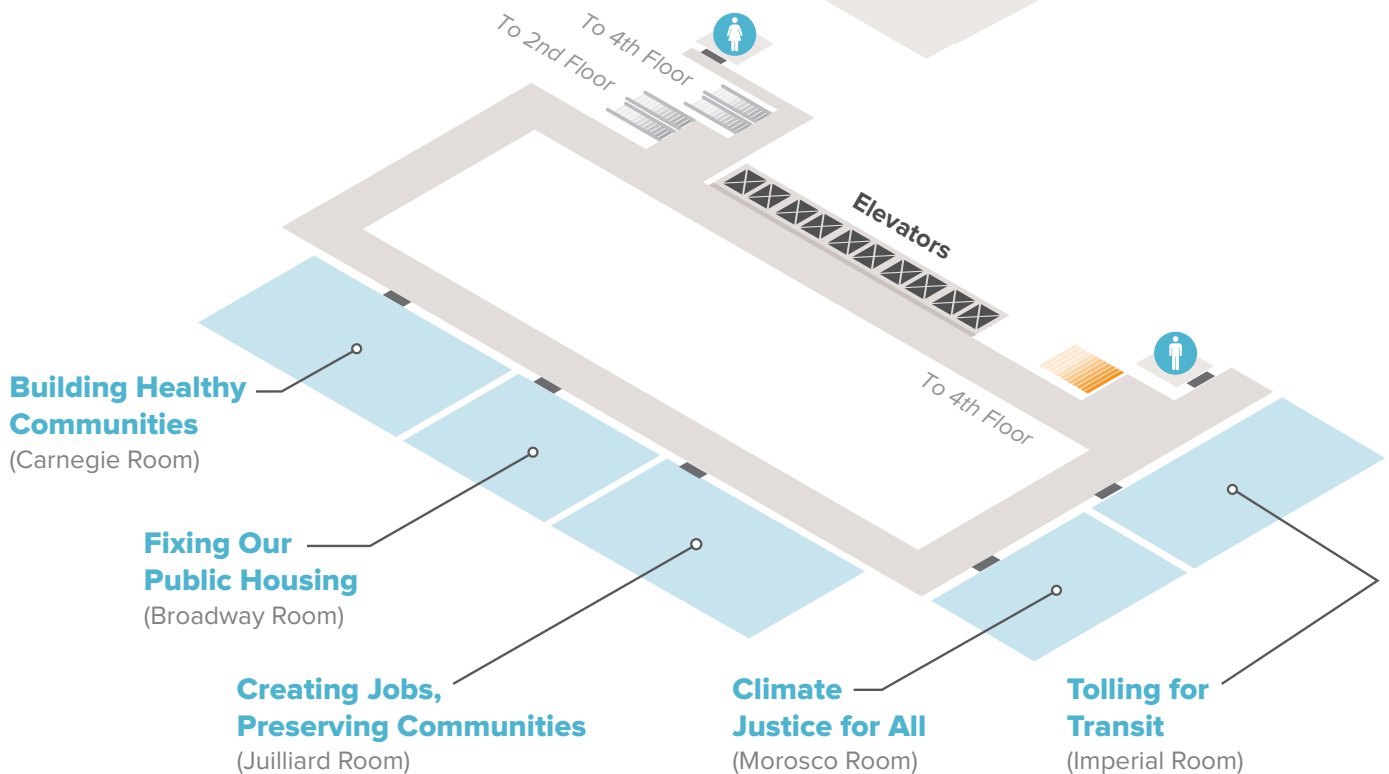 To 2nd Floor
To 4th Floor
Elevators
To 4th Floor
Building Healthy
Communities
(Carnegie Room)
Fixing Our
Public Housing
(Broadway Room)
Creating Jobs,
Preserving Communities
(Juilliard Room)
Climate
Justice for All
(Morosco Room)
Tolling for
Transit
(Imperial Room)